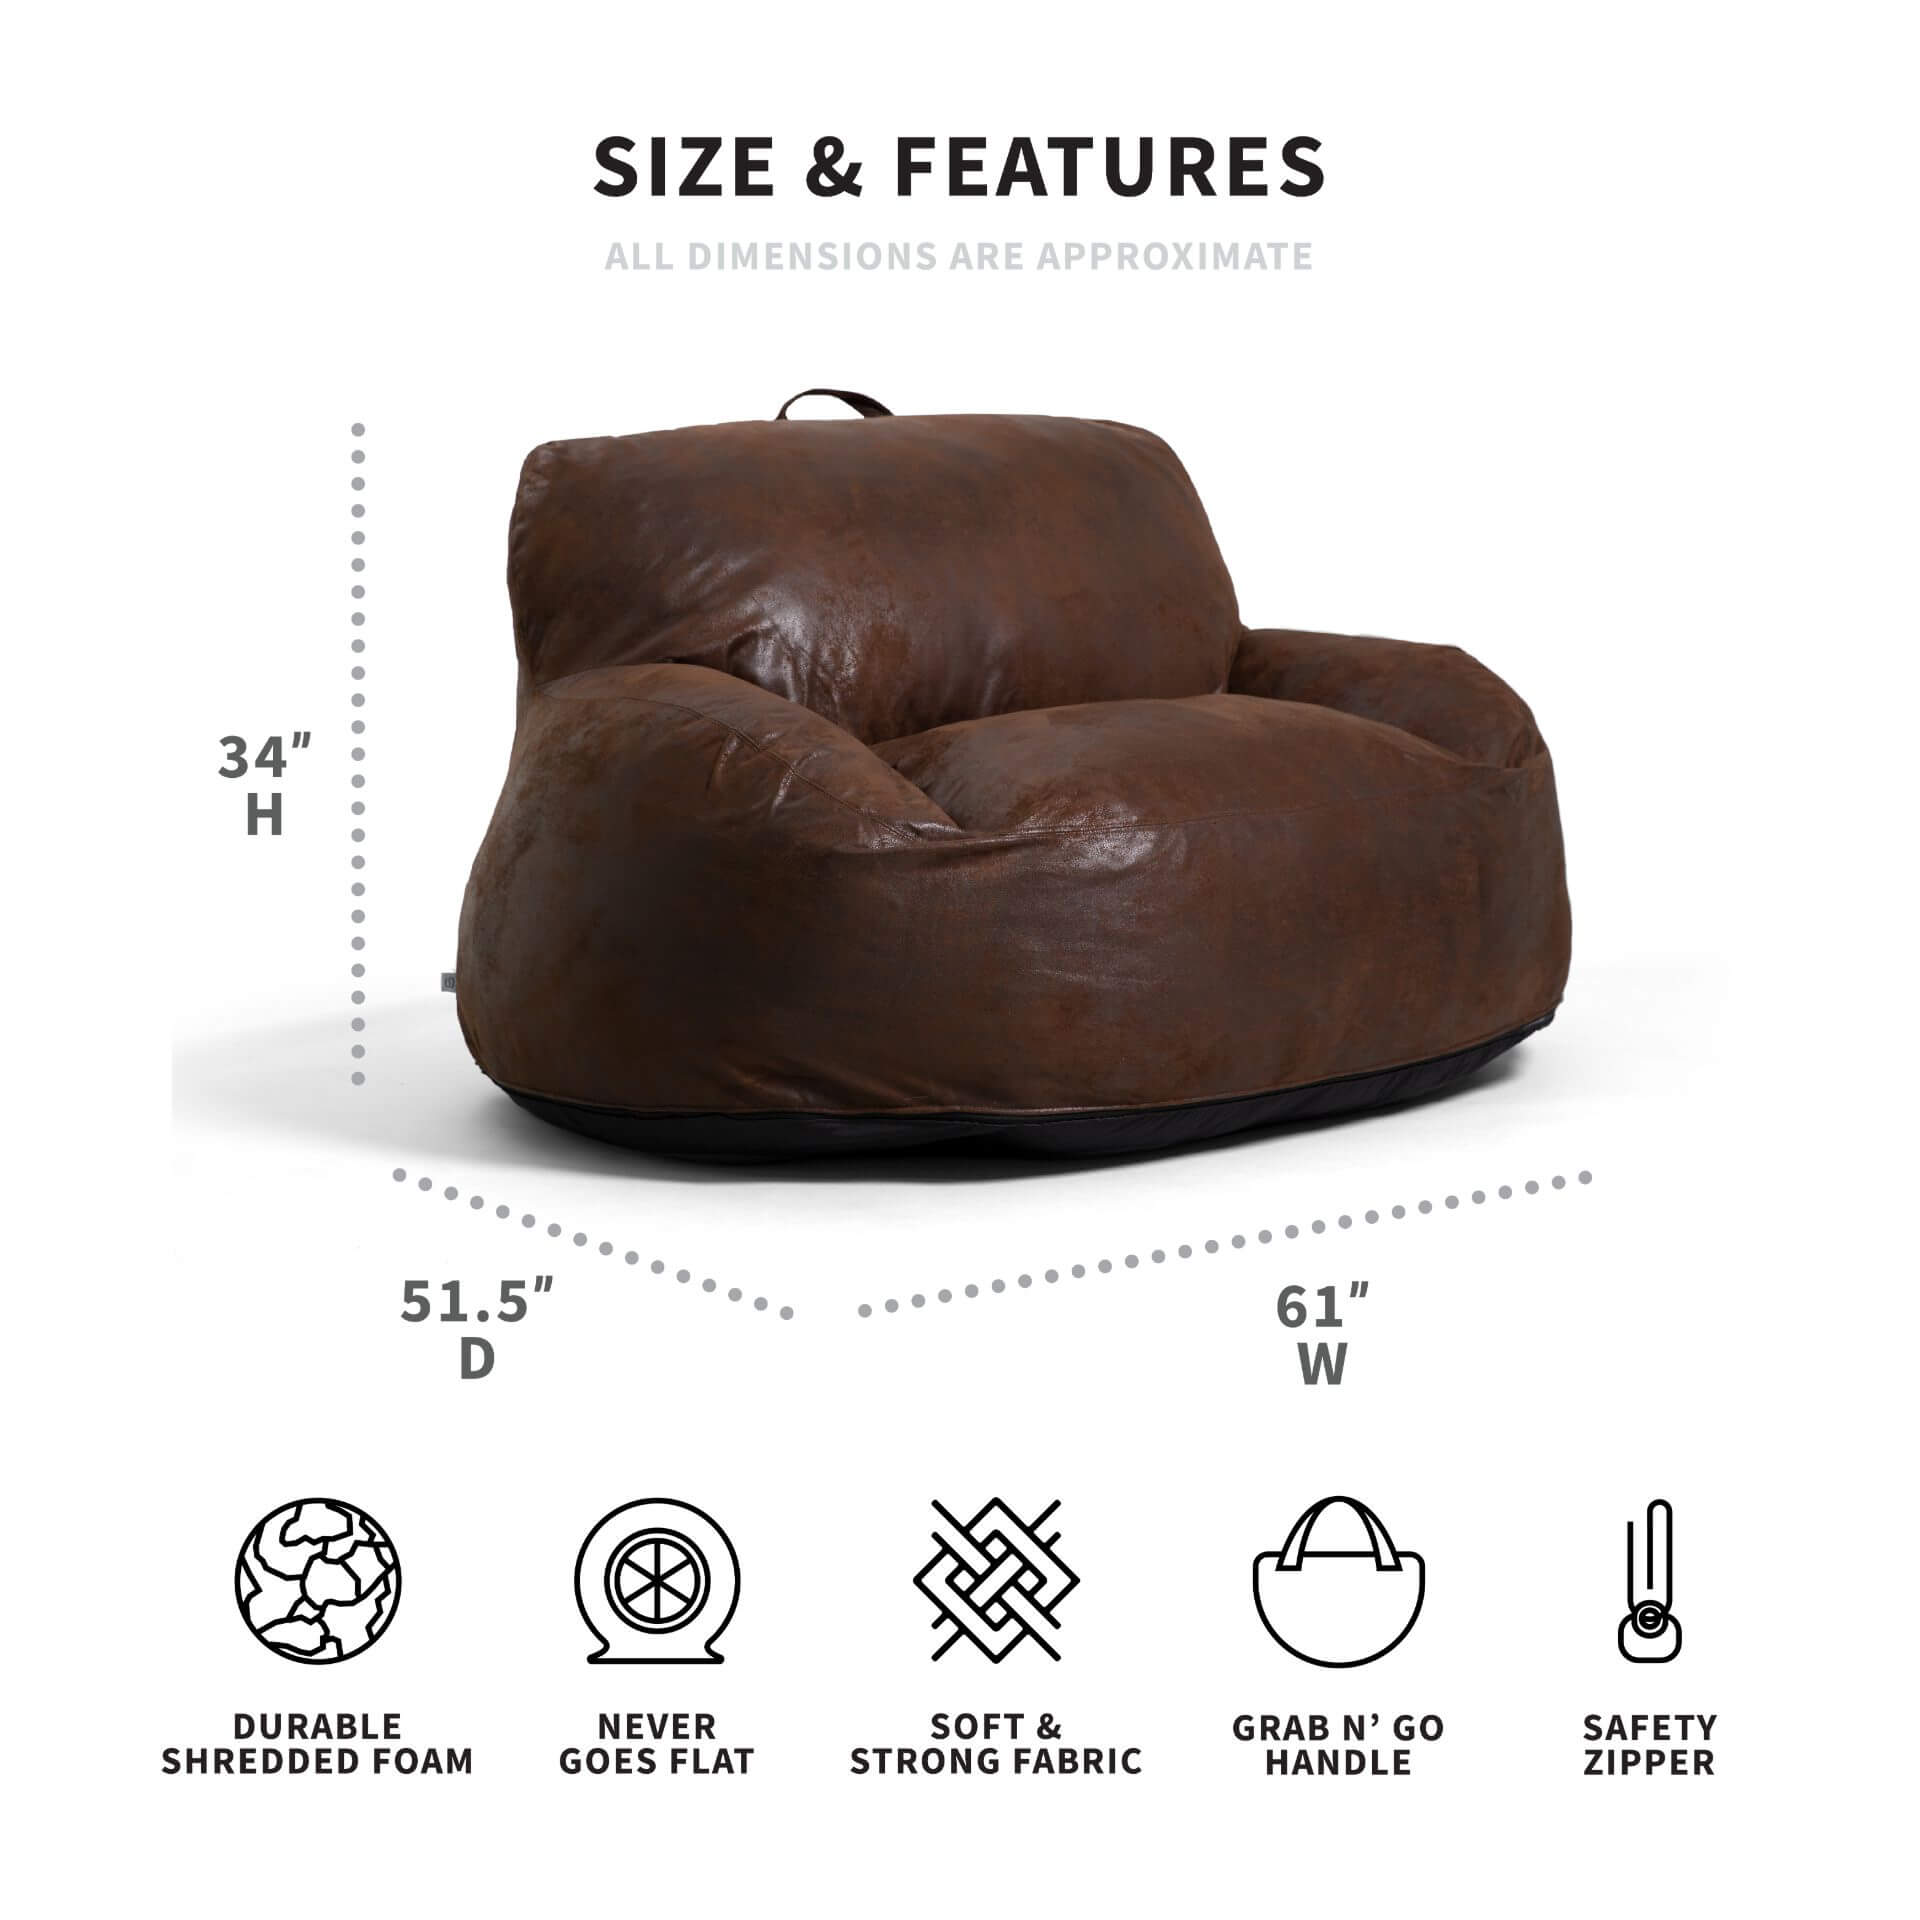 SIZE & FEATURES
ALL DIMENSIONS ARE APPROXIMATE
34"
H
51.5"
D
61"
W
DURABLE
SHREDDED FOAM
NEVER
GOES FLAT
SOFT &
STRONG FABRIC
GRAB N’ GO
HANDLE
SAFETY
ZIPPER